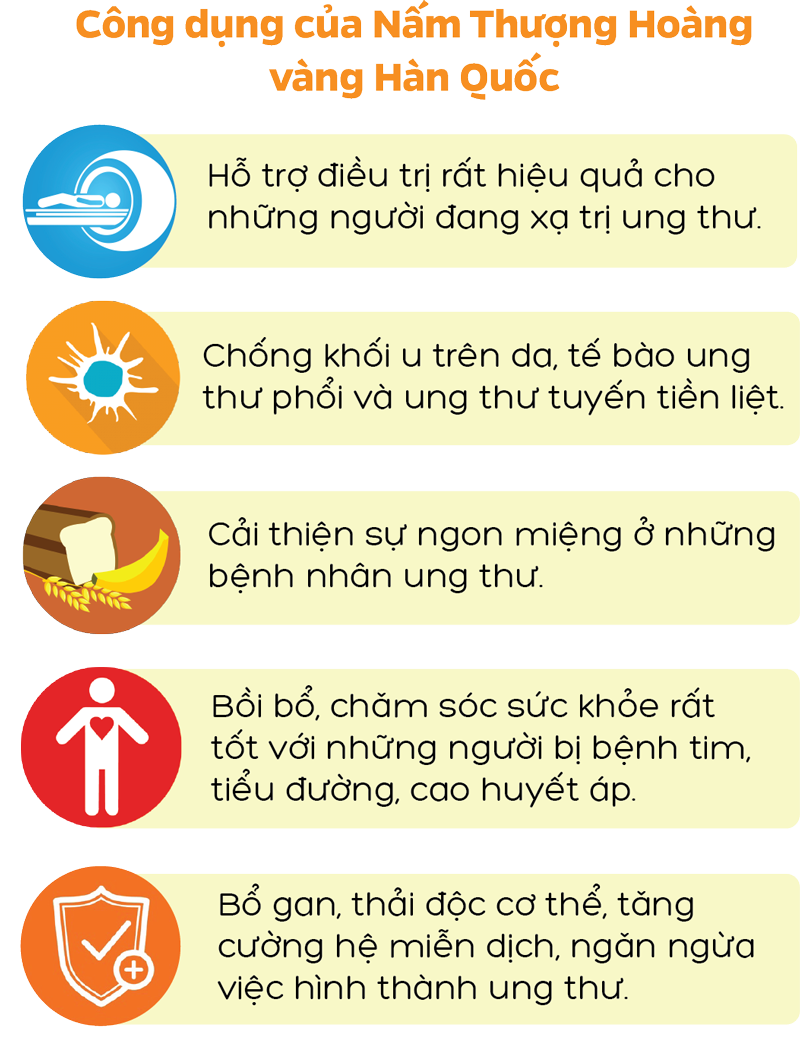 Công dụng của Nấm Thượng Hoàng
vàng Hàn Quốc
Hỗ trợ điều trị rất hiệu quả cho
những người đang xạ trị ung thư.
Chống khối u trên da, tế bào ung
thư phổi và ung thư tuyến tiền liệt.
Cải thiện sự ngon miệng ở những
bệnh nhân ung thư.
Bồi bổ, chăm sóc sức khỏe rất
tốt với những người bị bệnh tim,
tiểu đường, cao huyết áp.
Bổ gan, thải độc cơ thể, tăng
cường hệ miễn dịch, ngăn ngừa
việc hình thành ung thư.